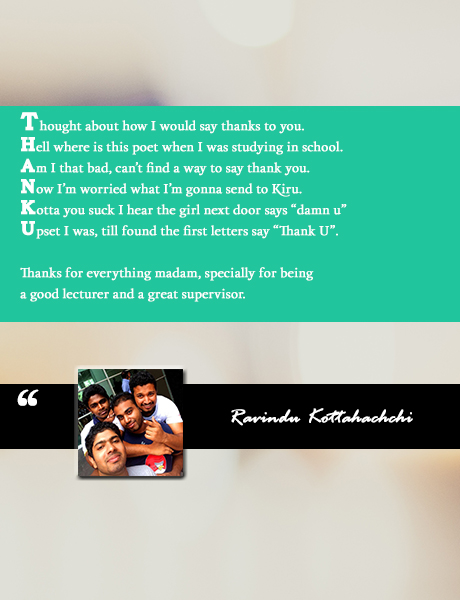 Thought about how I would say thanks to you.
Hell where is this poet when I was studying in school.
Am I that bad, can't find a way to say thank you.
Now I'm worried what I'm gonna send to Kiru.
Kotta you suck I hear the girl next door says “damn u”
Upset I was, till found the first letters say “Thank U”.
Thanks for everything madam, specially for being
a good lecturer and a great supervisor.
“
Ravindu Kottahachchi